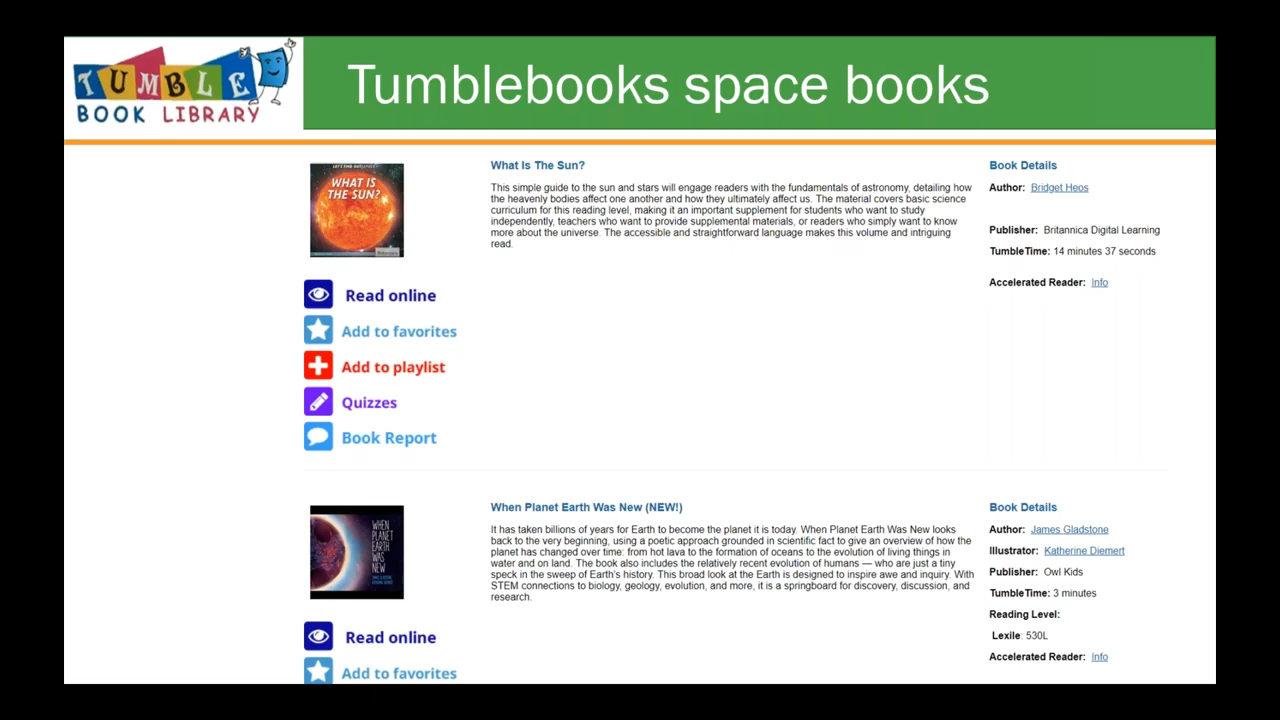 TUMBLE
BOOK LIBRARY
Tumblebooks space books
WHAT IS
THE SUN?
What Is The Sun?
This simple guide to the sun and stars will engage readers with the fundamentals of astronomy, detailing how
the heavenly bodies affect one another and how they ultimately affect us. The material covers basic science
curriculum for this reading level, making it an important supplement for students who want to study
independently, teachers who want to provide supplemental materials, or readers who simply want to know
more about the universe. The accessible and straightforward language makes this volume and intriguing
read.
Book Details
Author: Bridget Heos
Publisher: Britannica Digital Learning
TumbleTime: 14 minutes 37 seconds
Accelerated Reader: Info
Read online
Add to favorites
Add to playlist
Quizzes
Book Report
WHEN
PLANET
EARTH
WAS
NEW
When Planet Earth Was New (NEW!)
It has taken billions of years for Earth to become the planet it is today. When Planet Earth Was New looks
back to the very beginning, using a poetic approach grounded in scientific fact to give an overview of how the
planet has changed over time: from hot lava to the formation of oceans to the evolution of living things in
water and on land. The book also includes the relatively recent evolution of humans — who are just a tiny
speck in the sweep of Earth's history. This broad look at the Earth is designed to inspire awe and inquiry. With
STEM connections to biology, geology, evolution, and more, it is a springboard for discovery, discussion, and
research.
Book Details
Author: James Gladstone
Illustrator: Katherine Diemert
Publisher: Owl Kids
TumbleTime: 3 minutes
Reading Level:
Lexile: 530L
Accelerated Reader: Info
Read online
Add to favorites